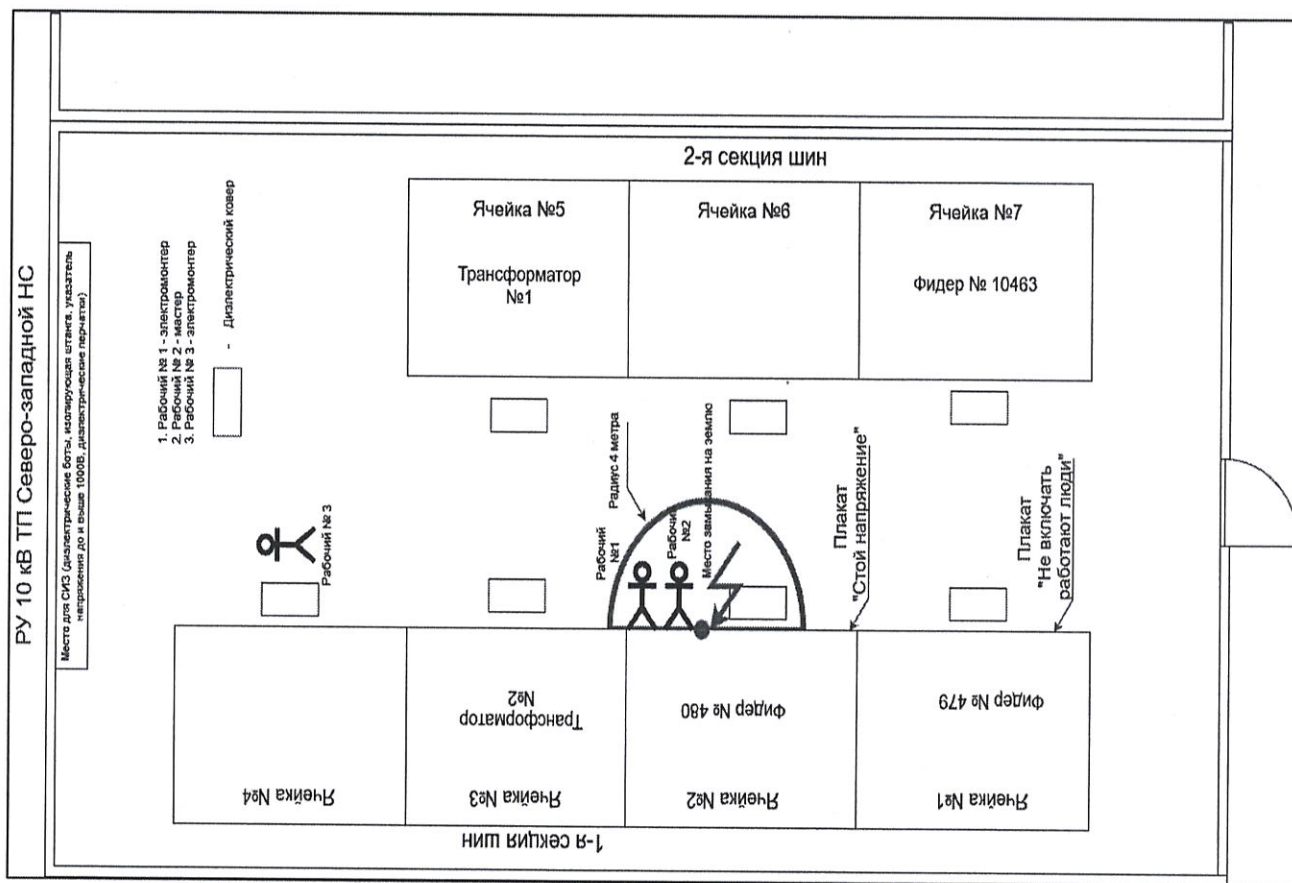 РУ 10 кВ ТП Северо-западной НС
Место для СИЗ (диэлектрические боты, изолирующая штанга, указатель
напряжения до и выше 1000В, диэлектрические перчатки)
1. Рабочий № 1 - электромонтер
2. Рабочий № 2 - мастер
3. Рабочий № 3 - электромонтер
- Диэлектрический ковер
2-я секция шин
Ячейка №5
Трансформатор
№1
Ячейка №6
Ячейка №7
Фидер № 10463
Рабочий № 3
Рабочий
№1
Рабочий
№2
Радиус 4 метра
Место замыкания на землю
Плакат
"Стой напряжение"
Плакат
"Не включать
работают люди"
Ячейка №4
Ячейка №3
Трансформатор
№2
Ячейка №2
Фидер № 480
Ячейка №1
Фидер № 479
1-я секция шин